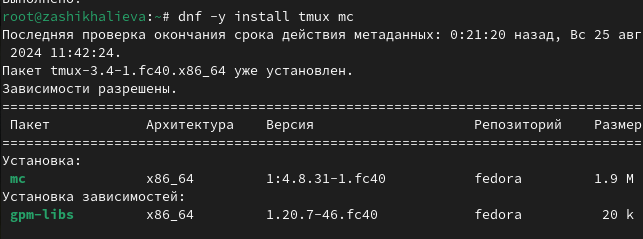 Выполнено!
root@zashikhalieva:~# dnf -y install tmux mc
Последняя проверка окончания срока действия метаданных: 0:21:20 назад, Вс 25 авг
2024 11:42:24.
Пакет tmux-3.4-1.fc40.x86_64 уже установлен.
Зависимости разрешены.
================================================================================
Пакет Архитектура Версия Репозиторий Размер
================================================================================
Установка:
mc x86_64 1:4.8.31-1.fc40 fedora 1.9 M
Установка зависимостей:
gpm-libs x86_64 1.20.7-46.fc40 fedora 20 k